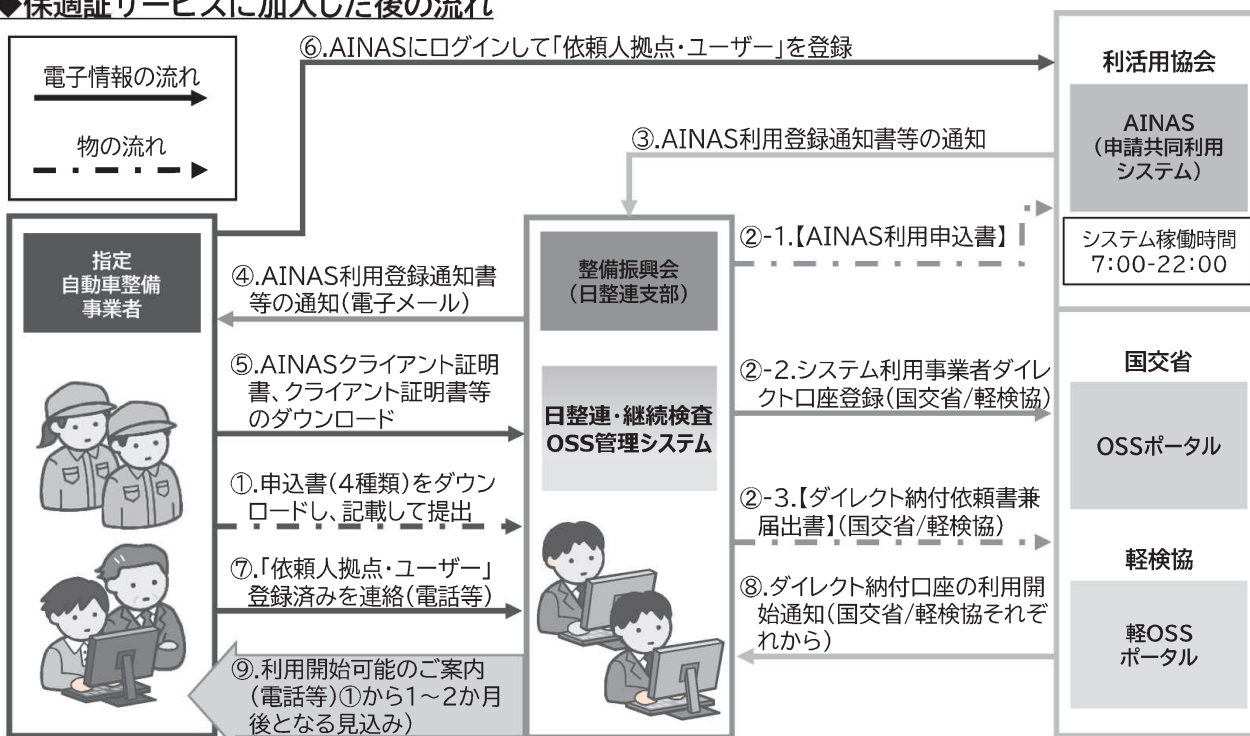 ◆保適証サービスに加入した後の流れ
電子情報の流れ
物の流れ
⑥.AINASにログインして「依頼人拠点・ユーザー」を登録
利活用協会
AINAS
(申請共同利用
システム)
システム稼働時間
7:00-22:00
③.AINAS利用登録通知書等の通知
②-1.【AINAS利用申込書】
指定
自動車整備
事業者
整備振興会
(日整連支部)
④.AINAS利用登録通知書
等の通知(電子メール)
⑤.AINASクライアント証明
書、クライアント証明書等
のダウンロード
日整連・継続検査
OSS管理システム
②-2.システム利用事業者ダイレ
クト口座登録(国交省/軽検協)
国交省
OSSポータル
①.申込書(4種類)をダウン
ロードし、記載して提出
②-3.【ダイレクト納付依頼書兼
届出書】(国交省/軽検協)
⑦.「依頼人拠点・ユーザー」
登録済みを連絡(電話等)
軽検協
軽OSS
ポータル
⑧.ダイレクト納付口座の利用開
始通知(国交省/軽検協それぞ
れから)
⑨.利用開始可能のご案内
(電話等)①から1～2か月
後となる見込み)